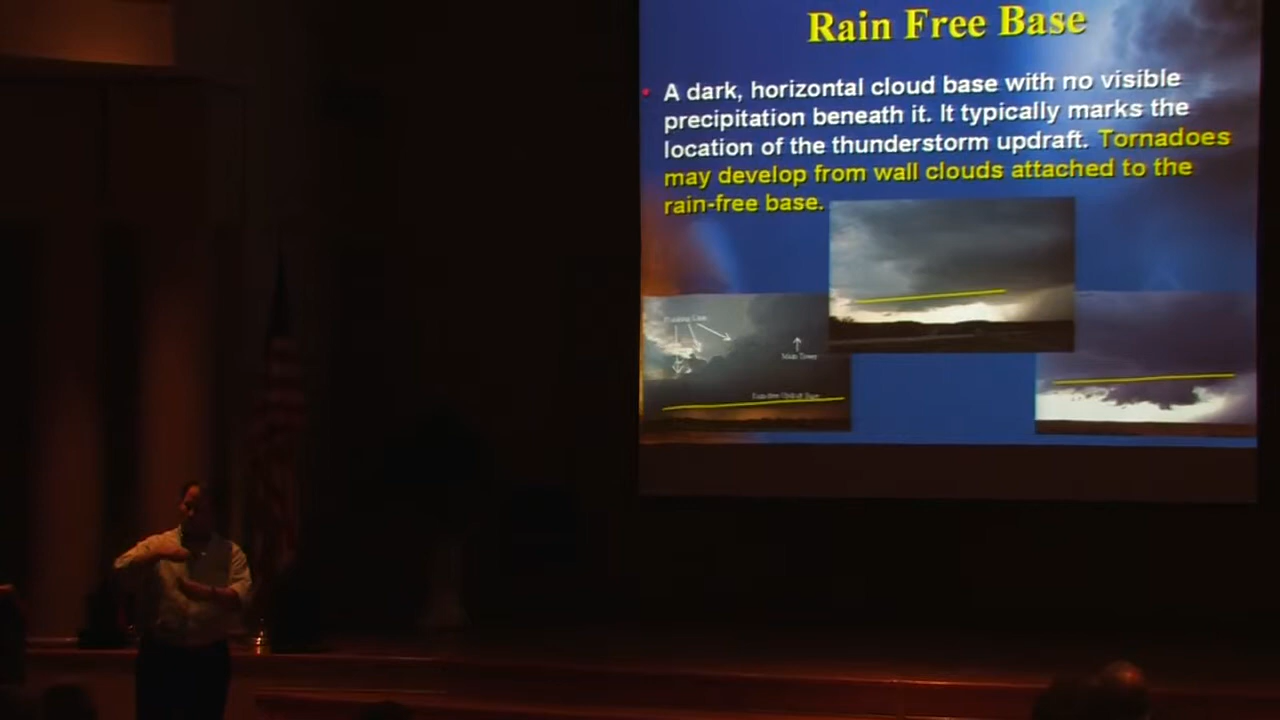 Rain Free Base
A dark, horizontal cloud base with no visible
precipitation beneath it. It typically marks the
location of the thunderstorm updraft. Tornadoes
may develop from wall clouds attached to the
rain-free base.
Main Tower